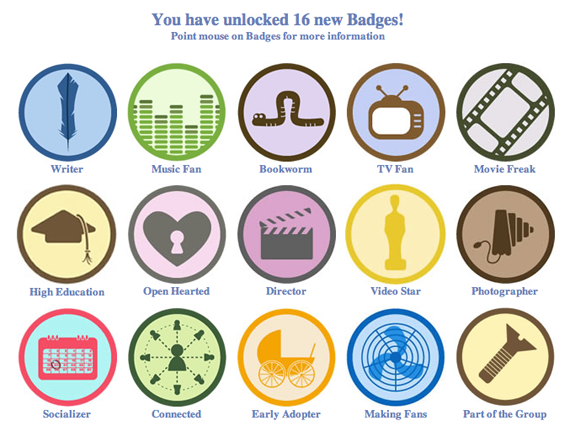 You have unlocked 16 new Badges!
Point mouse on Badges for more information
Writer
Music Fan
Bookworm
TV Fan
Movie Freak
High Education
Open Hearted
Director
Video Star
Photographer
Socializer
Connected
Early Adopter
Making Fans
Part of the Group